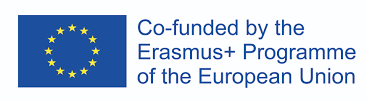 Co-funded by the
Erasmus+ Programme
of the European Union